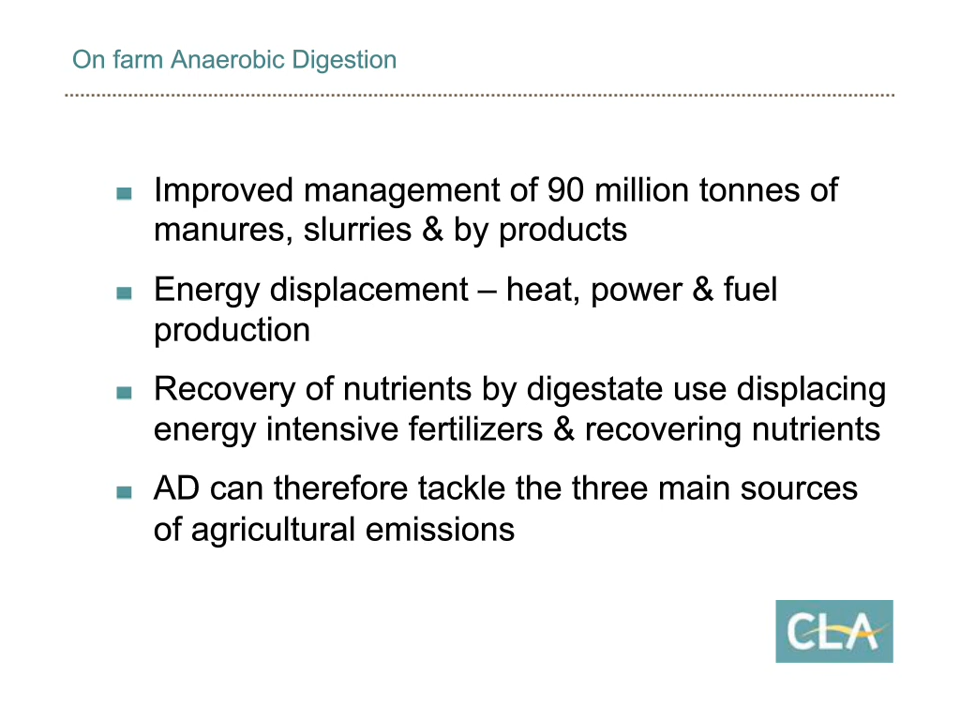 On farm Anaerobic Digestion
Improved management of 90 million tonnes of
manures, slurries & by products
Energy displacement – heat, power & fuel
production
Recovery of nutrients by digestate use displacing
energy intensive fertilizers & recovering nutrients
AD can therefore tackle the three main sources
of agricultural emissions
CLA